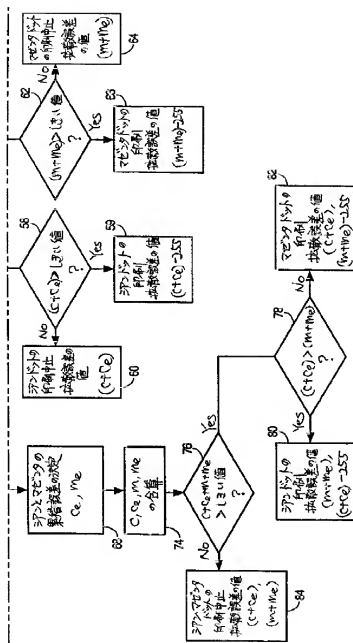 シアンとマゼンタの
累積誤差の決定
Ce, me
68
C, Ce, m, me
の合算
74
C+Ce+m+me
>しきい値
?
76
No
Yes
シアン,マゼンタ
ドットの印刷中止
拡散誤差の値
(C+Ce),
(m+me)
84
(C+Ce)>(m+me)
?
78
Yes
No
シアンドットの
印刷
拡散誤差の値
(m+me),
(C+Ce)-255
80
マゼンタドットの
印刷
拡散誤差の値
(C+Ce),
(m+me)-255
82
(C+Ce)>しきい値
?
58
No
Yes
シアンドットの
印刷中止
拡散誤差の
値
(C+Ce)
60
シアンドットの
印刷
拡散誤差の値
(C+Ce)-255
59
(m+me)>しきい値
?
62
No
Yes
マゼンタドット
の印刷中止
拡散誤差
の値
(m+me)
64
マゼンタドットの
印刷
拡散誤差の値
(m+me)-255
63